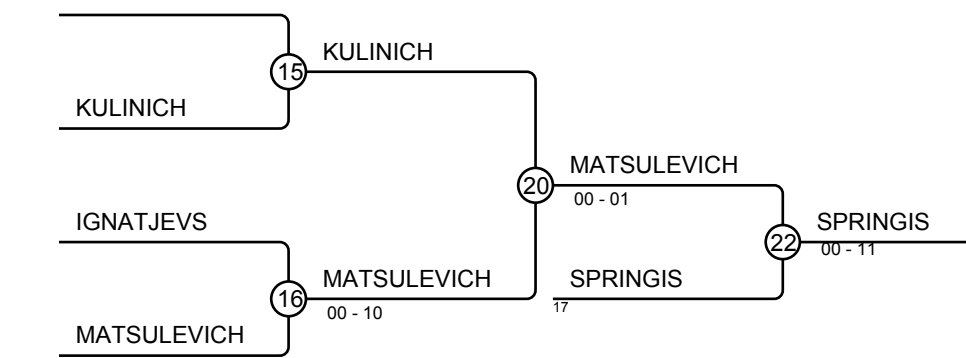 KULINICH
15
KULINICH
MATSULEVICH
20
00 - 01
IGNATJEVS
SPRINGIS
22
00 - 11
MATSULEVICH
SPRINGIS
16
00 - 10
17
MATSULEVICH